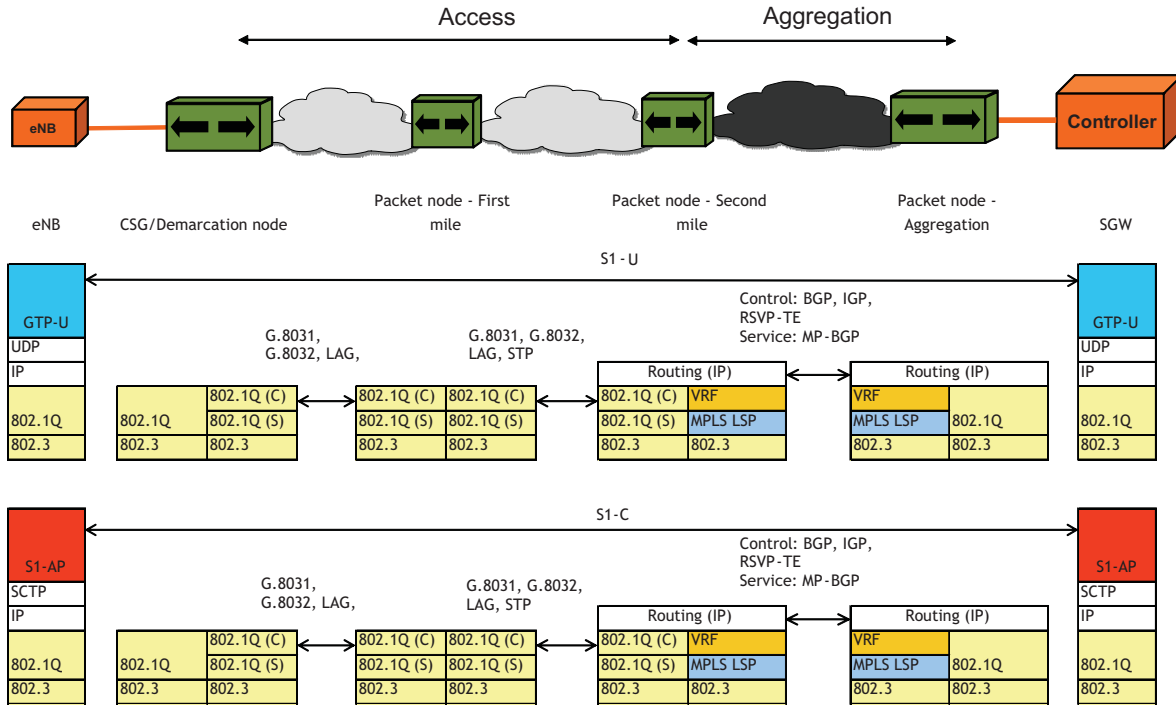 Access
Aggregation
eNB
Controller
eNB
CSG/Demarcation node
Packet node - First
mile
Packet node - Second
mile
Packet node -
Aggregation
SGW
S1 - U
GTP-U
UDP
IP
802.1Q
802.3
G.8031,
G.8032, LAG,
G.8031, G.8032,
LAG, STP
Control: BGP, IGP,
RSVP-TE
Service: MP-BGP
802.1Q
802.1Q (C)
802.1Q (S)
802.3
802.3
802.1Q (C)
802.1Q (C)
802.1Q (S)
802.1Q (S)
802.3
802.3
Routing (IP)
802.1Q (C)
VRF
802.1Q (S)
MPLS LSP
802.3
802.3
Routing (IP)
VRF
MPLS LSP
802.1Q
802.3
802.3
GTP-U
UDP
IP
802.1Q
802.3
S1-C
S1-AP
SCTP
IP
802.1Q
802.3
G.8031,
G.8032, LAG,
G.8031, G.8032,
LAG, STP
Control: BGP, IGP,
RSVP-TE
Service: MP-BGP
802.1Q
802.1Q (C)
802.1Q (S)
802.3
802.3
802.1Q (C)
802.1Q (C)
802.1Q (S)
802.1Q (S)
802.3
802.3
Routing (IP)
802.1Q (C)
VRF
802.1Q (S)
MPLS LSP
802.3
802.3
Routing (IP)
VRF
MPLS LSP
802.1Q
802.3
802.3
S1-AP
SCTP
IP
802.1Q
802.3